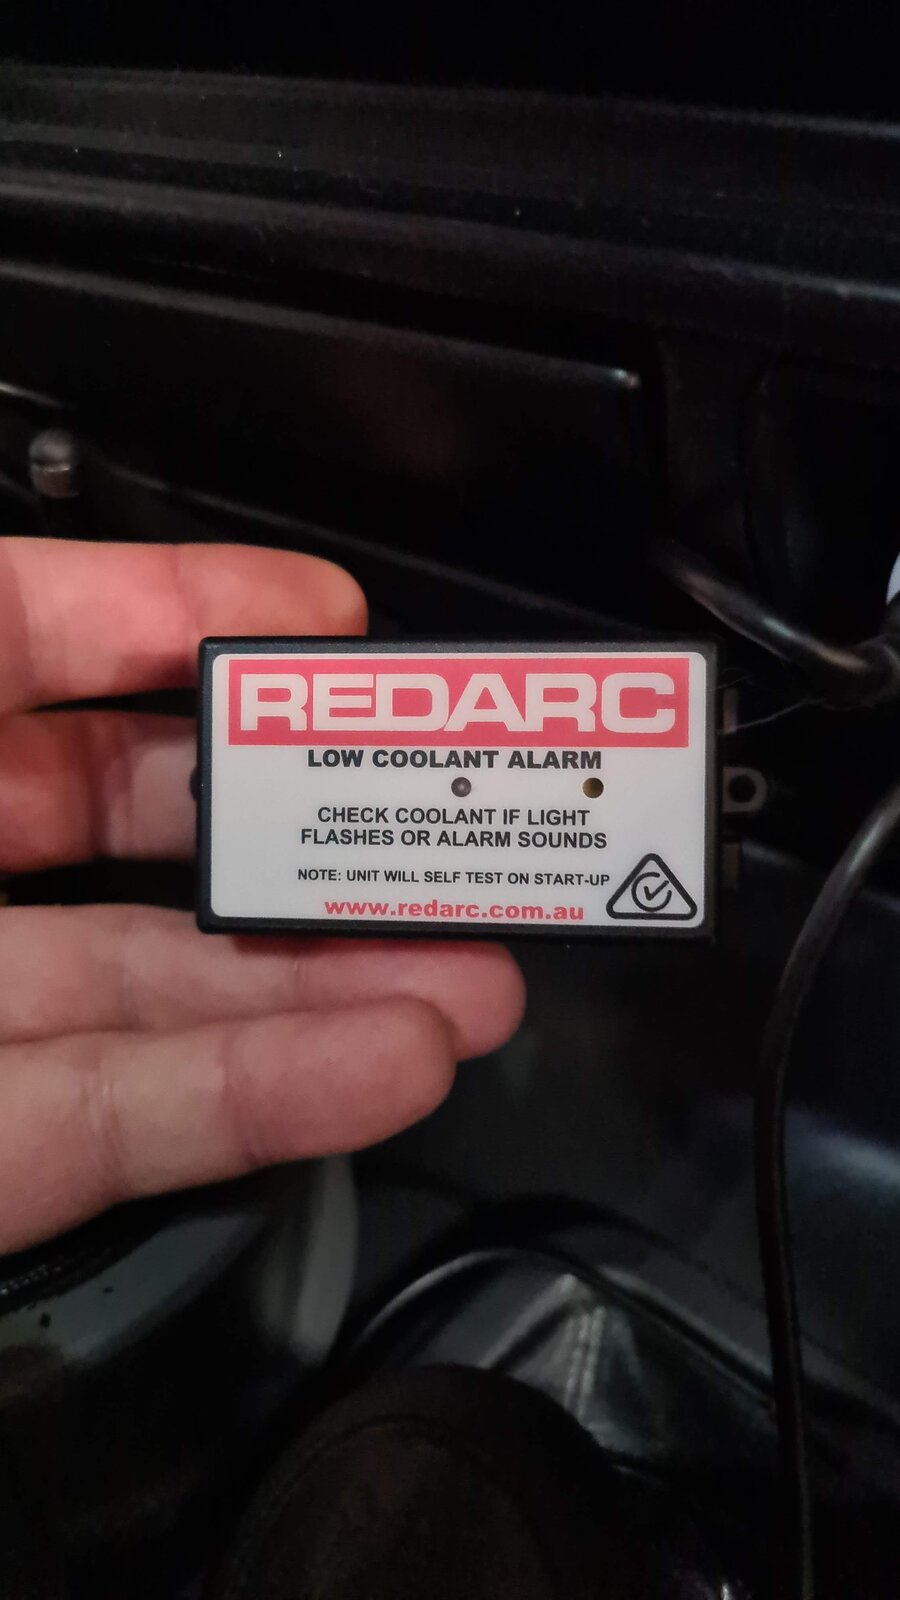 REDARC
LOW COOLANT ALARM
CHECK COOLANT IF LIGHT
FLASHES OR ALARM SOUNDS
NOTE: UNIT WILL SELF TEST ON START-UP
www.redarc.com.au